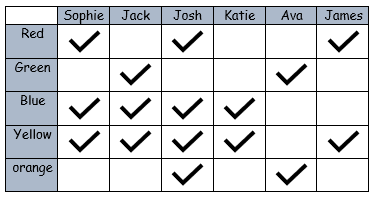 Sophie Jack Josh Katie Ava James
Red
Green
Blue
Yellow
orange